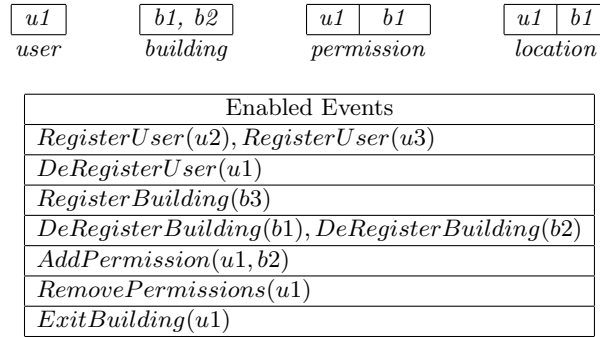 u1 b1, b2 u1 b1 u1 b1
user building permission location
Enabled Events
RegisterUser(u2), RegisterUser(u3)
DeRegisterUser(u1)
RegisterBuilding(b3)
DeRegisterBuilding(b1), DeRegisterBuilding(b2)
AddPermission(u1, b2)
RemovePermissions(u1)
ExitBuilding(u1)